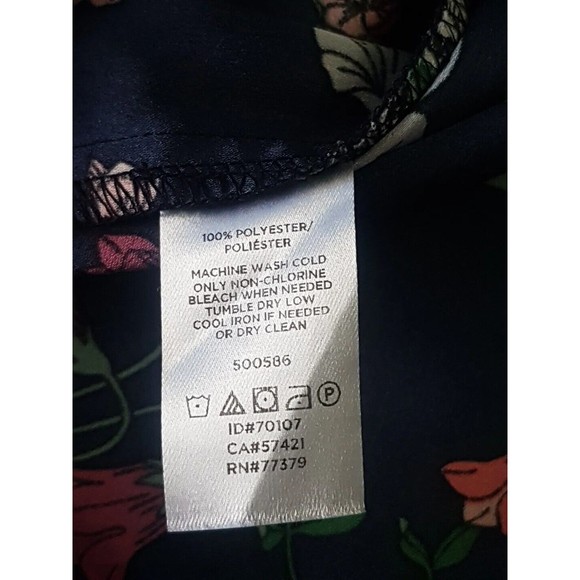 100% POLYESTER/
POLIÉSTER
MACHINE WASH COLD
ONLY NON-CHLORINE
BLEACH WHEN NEEDED
TUMBLE DRY LOW
COOL IRON IF NEEDED
OR DRY CLEAN
500586
P
ID#70107
CA#57421
RN#77379